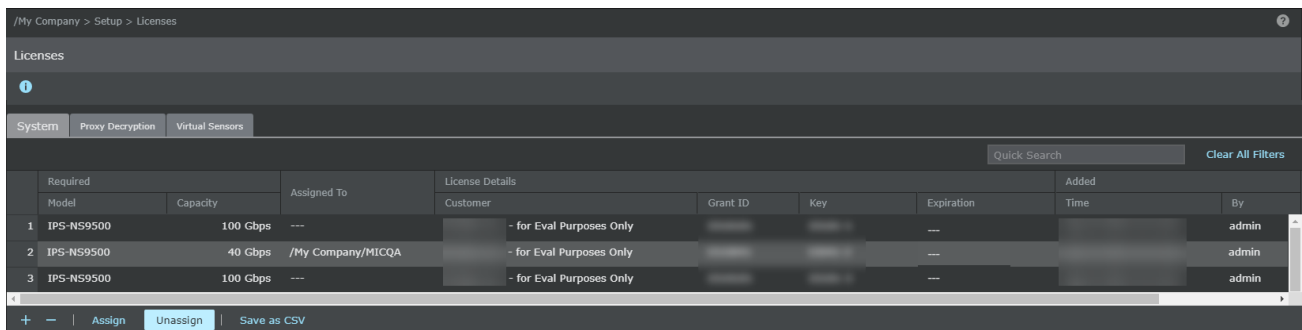 /My Company > Setup > Licenses
Licenses
System Proxy Decryption Virtual Sensors
Quick Search Clear All Filters
Required Assigned To License Details Added
Model Capacity Customer Grant ID Key Expiration Time By
1 IPS-NS9500 100 Gbps --- - for Eval Purposes Only --- admin
2 IPS-NS9500 40 Gbps /My Company/MICQA - for Eval Purposes Only --- admin
3 IPS-NS9500 100 Gbps --- - for Eval Purposes Only --- admin
+ − | Assign Unassign | Save as CSV